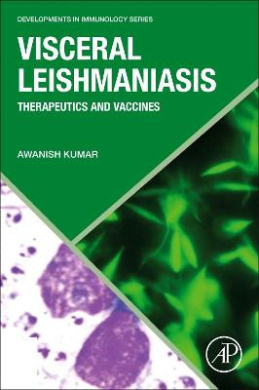 DEVELOPMENTS IN IMMUNOLOGY SERIES
VISCERAL
LEISHMANIASIS
THERAPEUTICS AND VACCINES
AWANISH KUMAR
AP